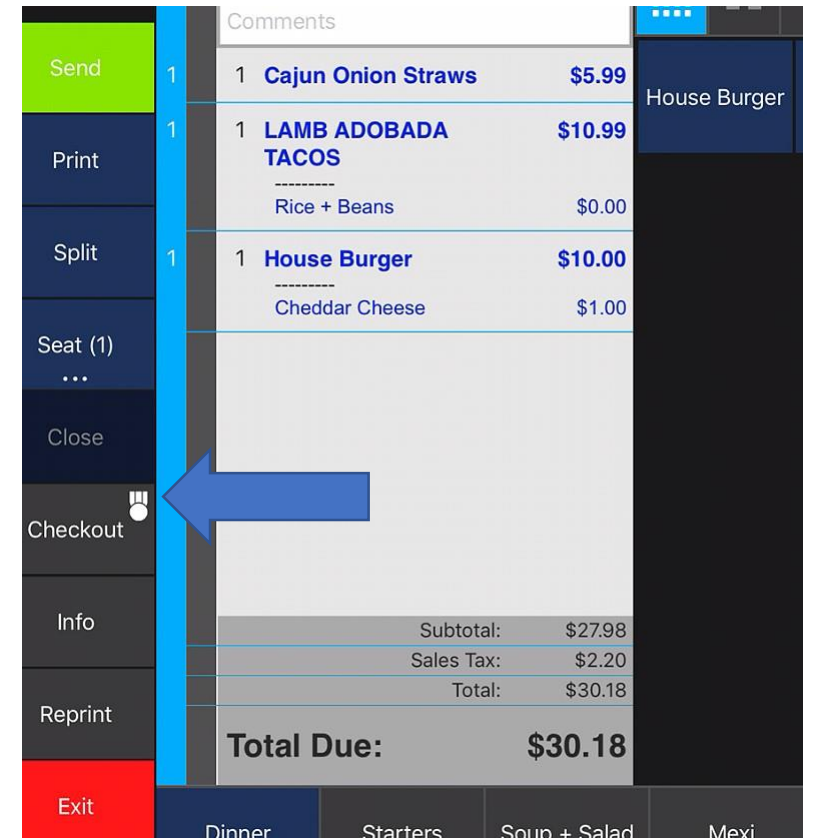 Comments
Send
1 1 Cajun Onion Straws $5.99
House Burger
1 1 LAMB ADOBADA $10.99
TACOS
Print
---------
Rice + Beans $0.00
Split
1 1 House Burger $10.00
---------
Cheddar Cheese $1.00
Seat (1)
...
Close
Checkout
Info
Subtotal: $27.98
Sales Tax: $2.20
Total: $30.18
Reprint
Total Due: $30.18
Exit
Dinner Starters Soup + Salad Mexi